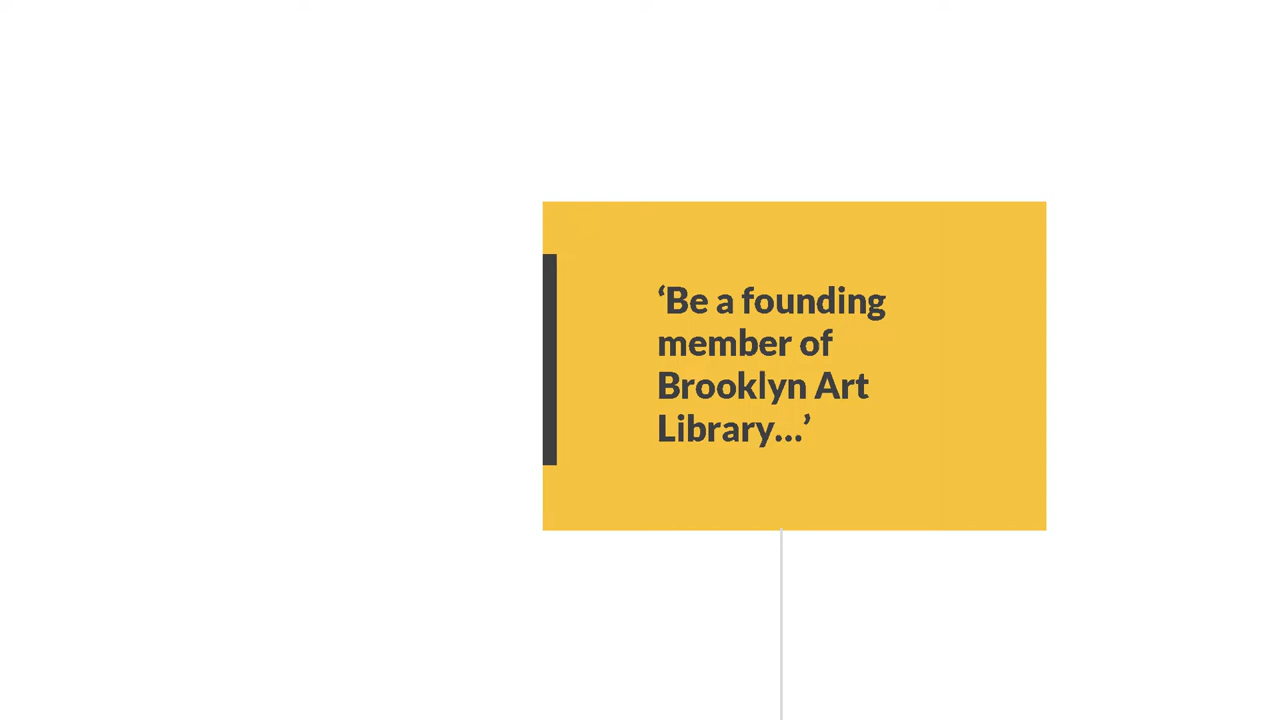 ‘Be a founding
member of
Brooklyn Art
Library...’